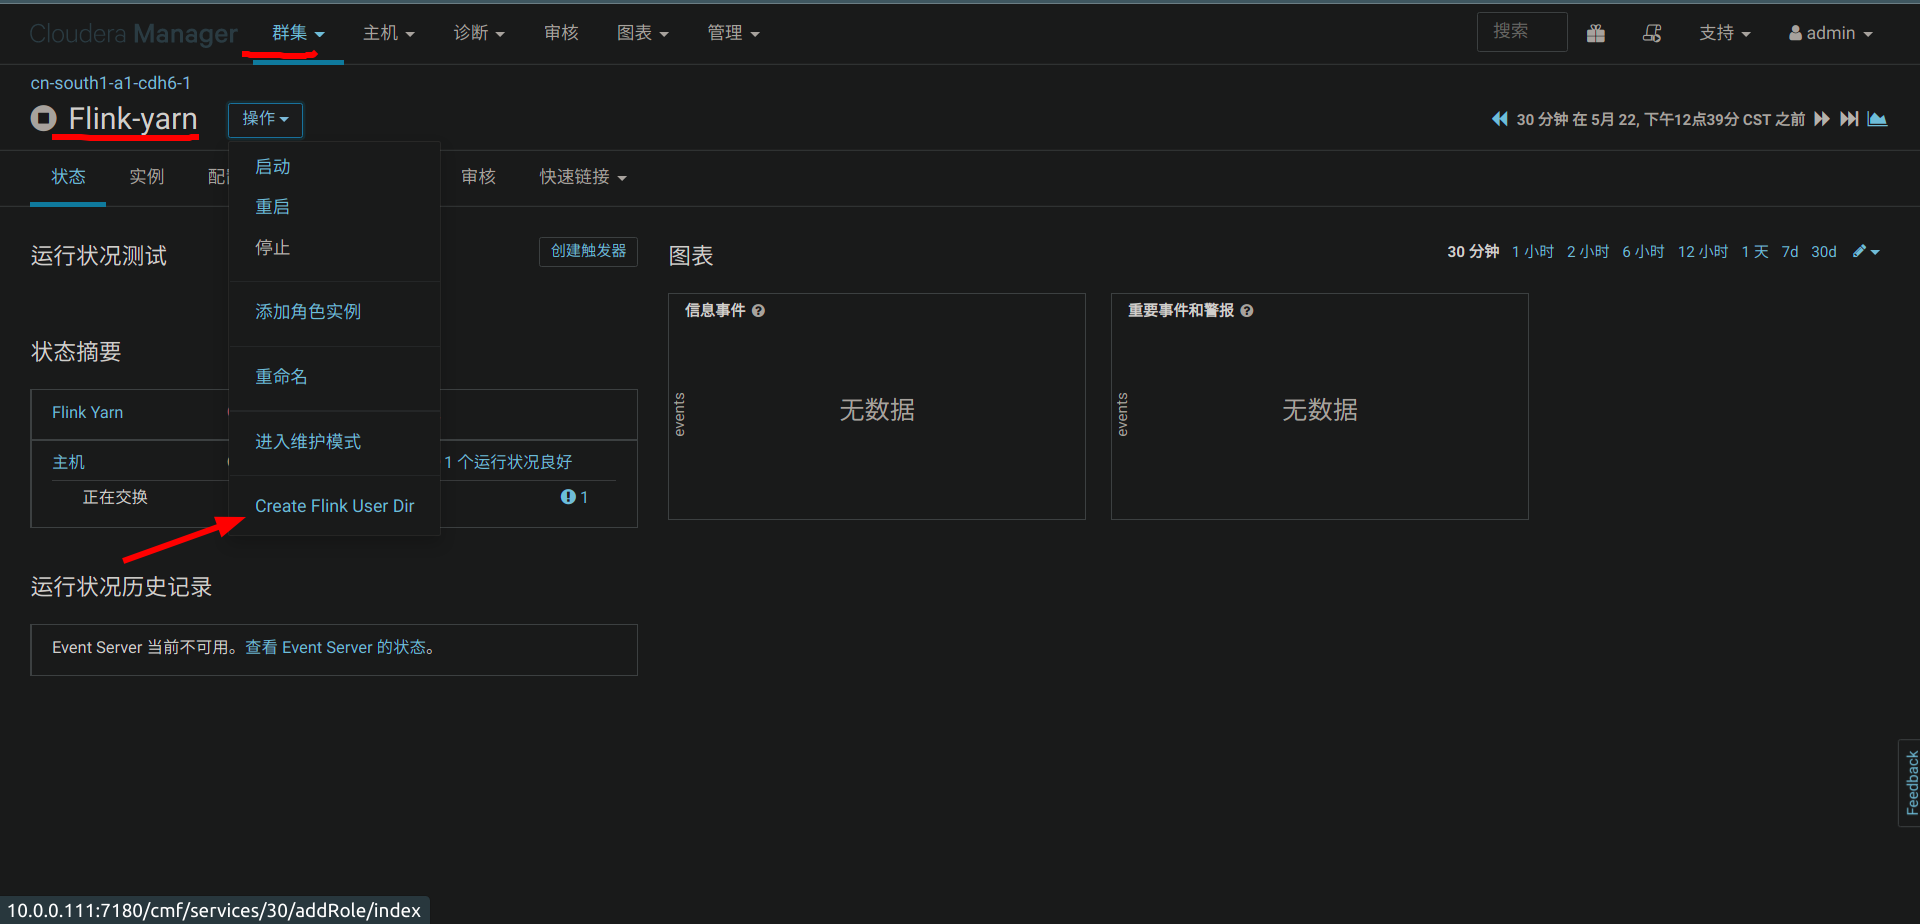 Cloudera Manager 群集 主机 诊断 审核 图表 管理 搜索 支持 admin
cn-south1-a1-cdh6-1
Flink-yarn 操作 30 分钟 在 5月 22, 下午12点39分 CST 之前
状态 实例 审核 快速链接
启动
重启
停止
添加角色实例
重命名
进入维护模式
Create Flink User Dir
运行状况测试 创建触发器
状态摘要
Flink Yarn
主机 1 个运行状况良好
正在交换 1
运行状况历史记录
Event Server 当前不可用。查看 Event Server 的状态。
图表 30 分钟 1 小时 2 小时 6 小时 12 小时 1 天 7d 30d
信息事件
events
无数据
重要事件和警报
events
无数据
Feedback
10.0.0.111:7180/cmf/services/30/addRole/index